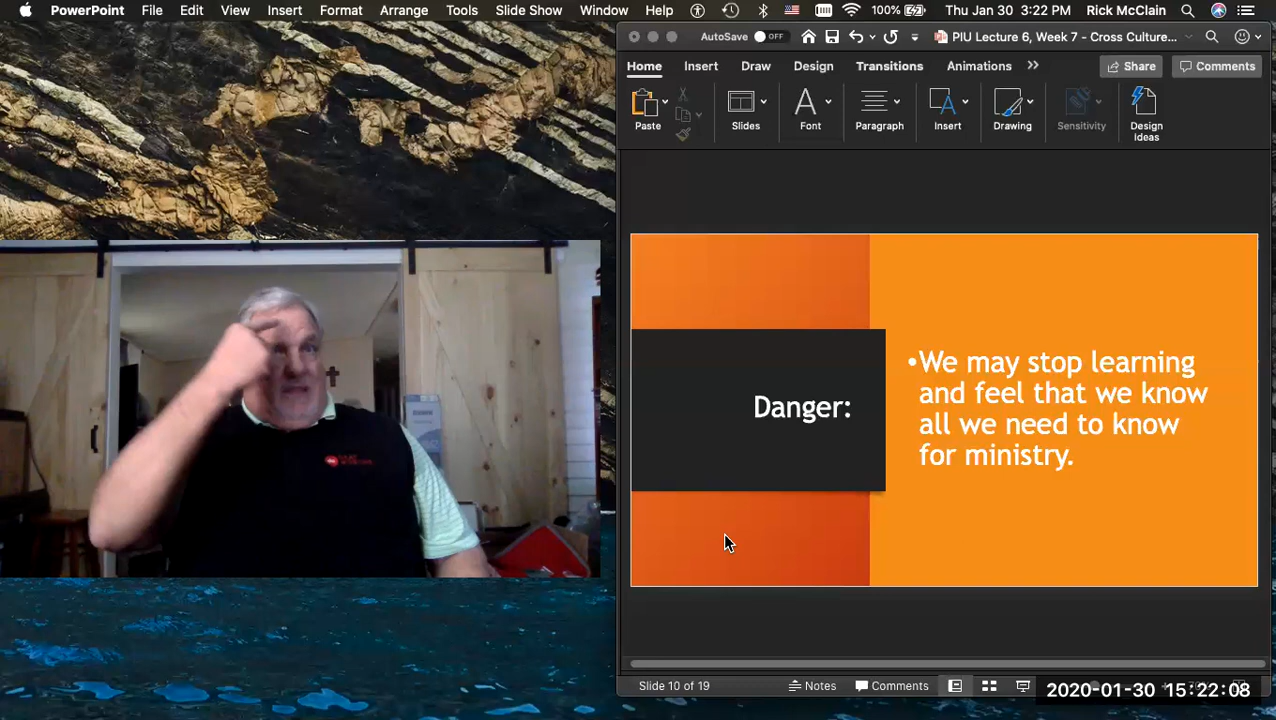 PowerPoint File Edit View Insert Format Arrange Tools Slide Show Window Help 100% Thu Jan 30 3:22 PM Rick McClain
AutoSave OFF PIU Lecture 6, Week 7 - Cross Culture...
Home Insert Draw Design Transitions Animations Share Comments
Paste Slides Font Paragraph Insert Drawing Sensitivity Design
Ideas
Danger:
•We may stop learning
and feel that we know
all we need to know
for ministry.
Slide 10 of 19 Notes Comments
2020-01-30 15:22:08